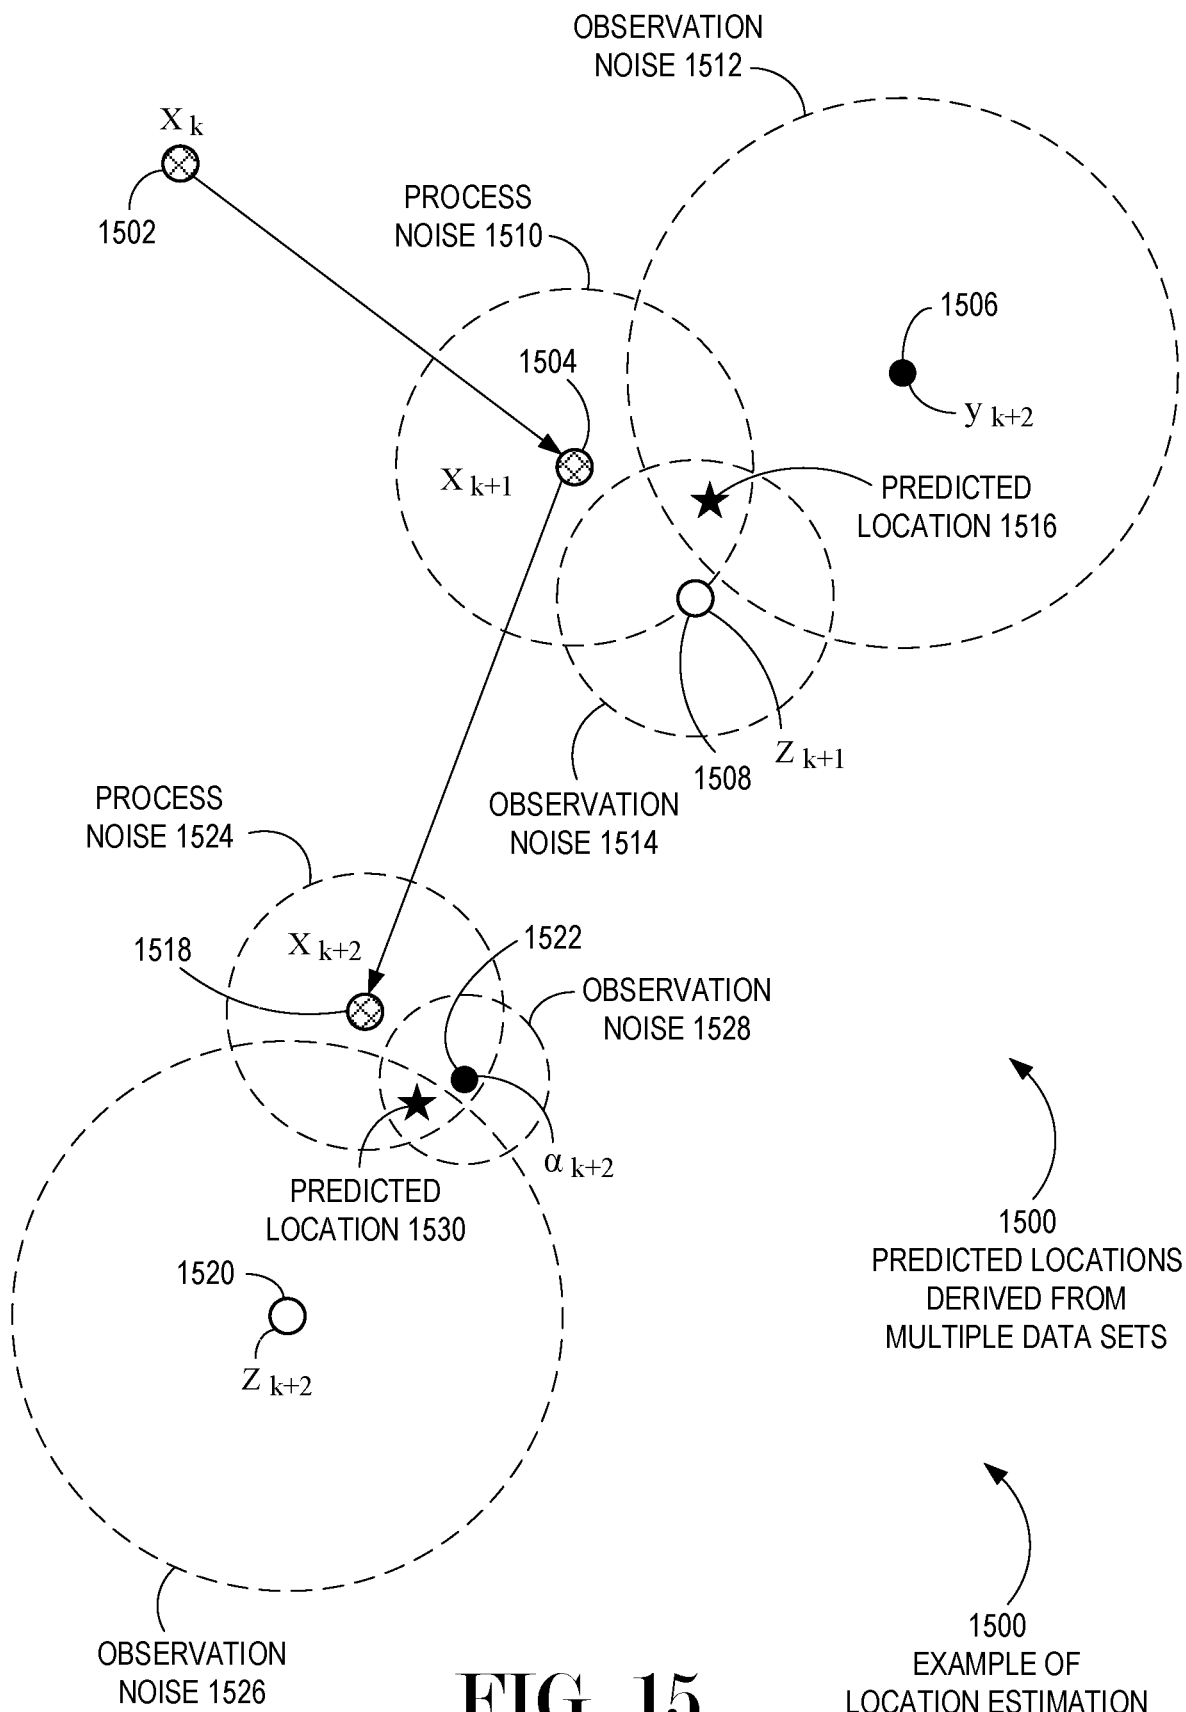 OBSERVATION
NOISE 1512
X k
1502
PROCESS
NOISE 1510
1506
1504
y k+2
X k+1
PREDICTED
LOCATION 1516
Z k+1
1508
OBSERVATION
NOISE 1514
PROCESS
NOISE 1524
1522
X k+2
1518
OBSERVATION
NOISE 1528
α k+2
PREDICTED
LOCATION 1530
1500
PREDICTED LOCATIONS
DERIVED FROM
MULTIPLE DATA SETS
1520
Z k+2
OBSERVATION
NOISE 1526
1500
EXAMPLE OF
LOCATION ESTIMATION
FIG. 15